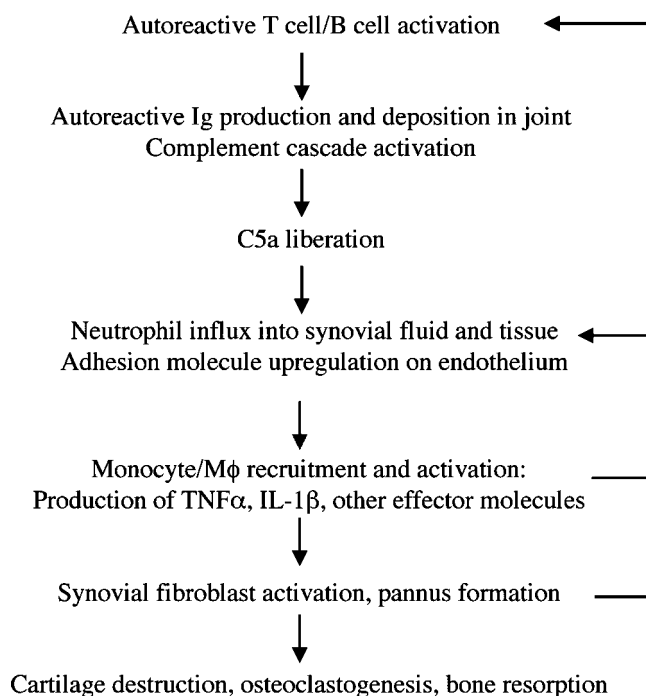 Autoreactive T cell/B cell activation
Autoreactive Ig production and deposition in joint
Complement cascade activation
C5a liberation
Neutrophil influx into synovial fluid and tissue
Adhesion molecule upregulation on endothelium
Monocyte/Mϕ recruitment and activation:
Production of TNFα, IL-1β, other effector molecules
Synovial fibroblast activation, pannus formation
Cartilage destruction, osteoclastogenesis, bone resorption